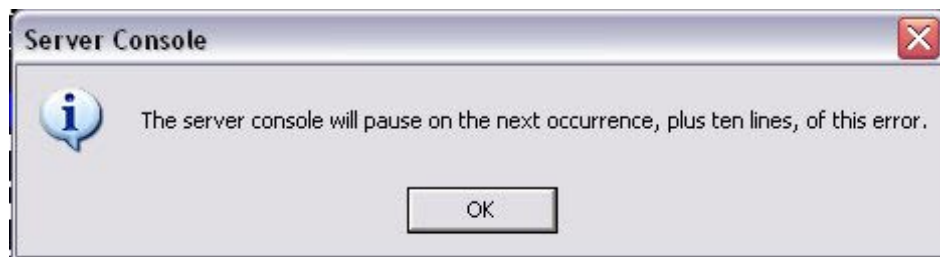 Server Console
The server console will pause on the next occurrence, plus ten lines, of this error.
OK